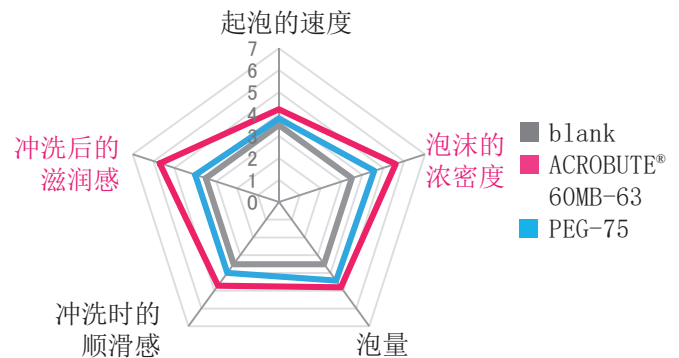 起泡的速度
7
6
5
4
3
2
1
0
泡沫的
浓密度
泡量
冲洗时的
顺滑感
冲洗后的
滋润感
blank
ACROBUTE®
60MB-63
PEG-75